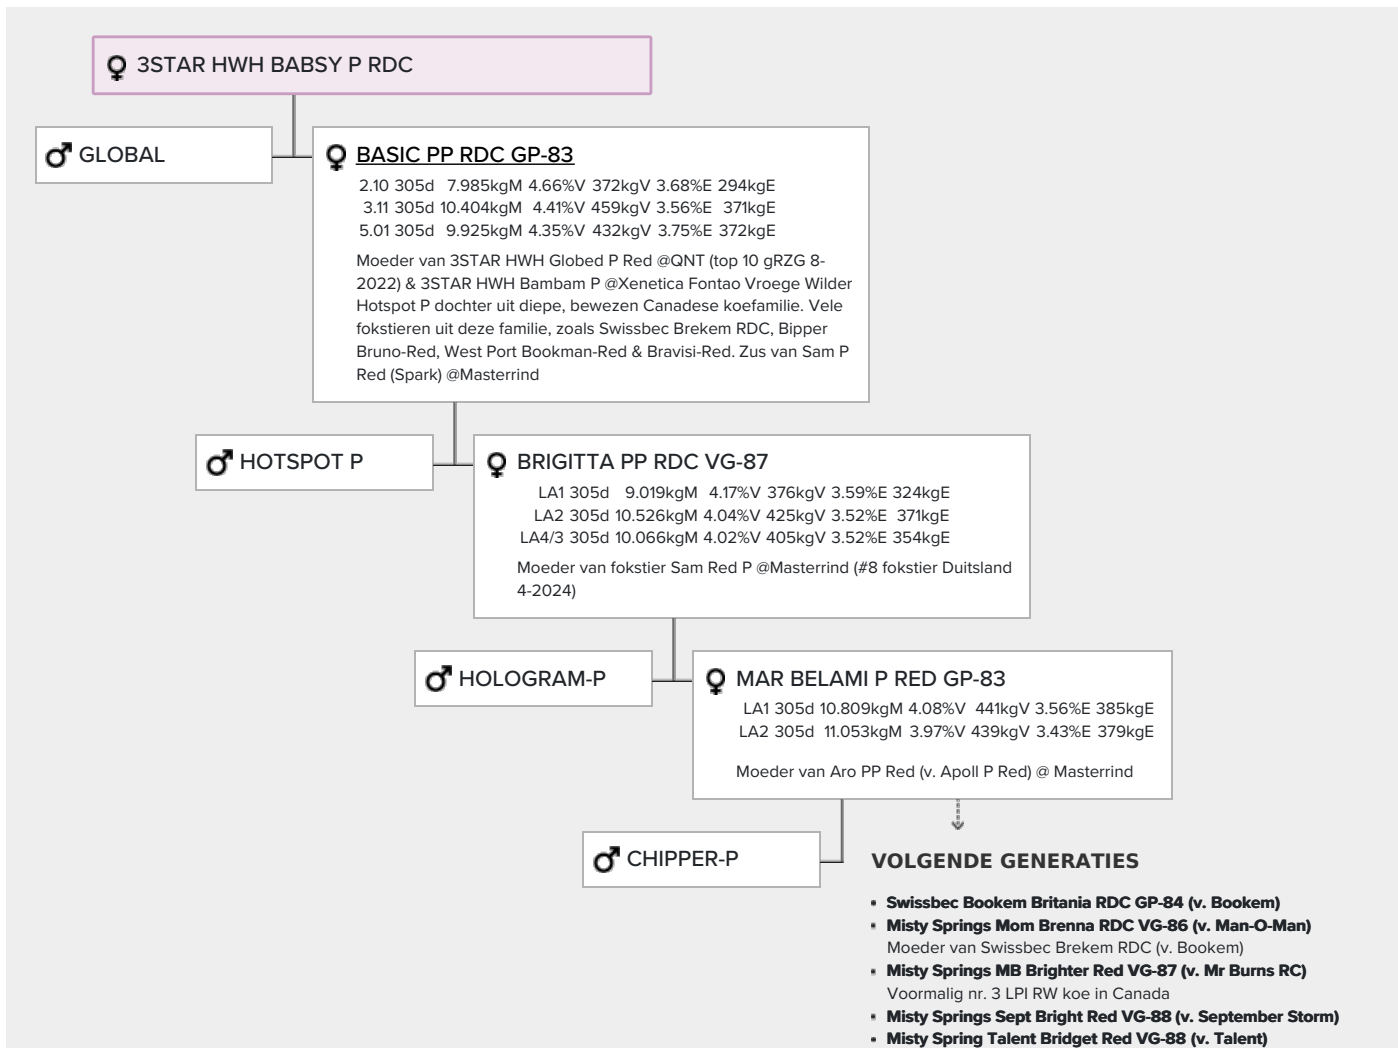 3STAR HWH BABSY P RDC
GLOBAL
BASIC PP RDC GP-83
2.10 305d 7.985kgM 4.66%V 372kgV 3.68%E 294kgE
3.11 305d 10.404kgM 4.41%V 459kgV 3.56%E 371kgE
5.01 305d 9.925kgM 4.35%V 432kgV 3.75%E 372kgE
Moeder van 3STAR HWH Globed P Red @QNT (top 10 gRZG 8-
2022) & 3STAR HWH Bambam P @Xenetica Fontao Vroege Wilder
Hotspot P dochter uit diepe, bewezen Canadese koefamilie. Vele
fokstieren uit deze familie, zoals Swissbec Brekem RDC, Bipper
Bruno-Red, West Port Bookman-Red & Bravisi-Red. Zus van Sam P
Red (Spark) @Masterrind
HOTSPOT P
BRIGITTA PP RDC VG-87
LA1 305d 9.019kgM 4.17%V 376kgV 3.59%E 324kgE
LA2 305d 10.526kgM 4.04%V 425kgV 3.52%E 371kgE
LA4/3 305d 10.066kgM 4.02%V 405kgV 3.52%E 354kgE
Moeder van fokstier Sam Red P @Masterrind (#8 fokstier Duitsland
4-2024)
HOLOGRAM-P
MAR BELAMI P RED GP-83
LA1 305d 10.809kgM 4.08%V 441kgV 3.56%E 385kgE
LA2 305d 11.053kgM 3.97%V 439kgV 3.43%E 379kgE
Moeder van Aro PP Red (v. Apoll P Red) @ Masterrind
CHIPPER-P
VOLGENDE GENERATIES
Swissbec Bookem Britania RDC GP-84 (v. Bookem)
Misty Springs Mom Brenna RDC VG-86 (v. Man-O-Man)
Moeder van Swissbec Brekem RDC (v. Bookem)
Misty Springs MB Brighter Red VG-87 (v. Mr Burns RC)
Voormalig nr. 3 LPI RW koe in Canada
Misty Springs Sept Bright Red VG-88 (v. September Storm)
Misty Spring Talent Bridget Red VG-88 (v. Talent)